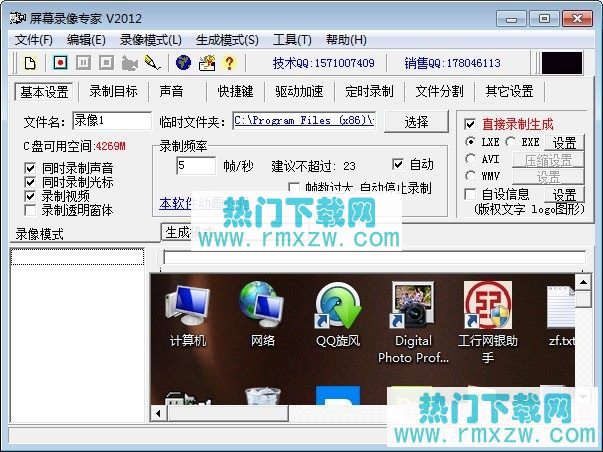 屏幕录像专家 V2012
文件(F) 编辑(E) 录像模式(L) 生成模式(S) 工具(T) 帮助(H)
技术QQ:1571007409 销售QQ:178046113
基本设置 录制目标 声音 快捷键 驱动加速 定时录制 文件分割 其它设置
文件名: 录像1 临时文件夹: C:\Program Files (x86)\ 选择
C盘可用空间:4269M
同时录制声音
同时录制光标
录制视频
录制透明窗体
录制频率
5 帧/秒 建议不超过: 23 自动
帧数过大 自动停止录制
本软件动画
直接录制生成
LXE EXE 设置
AVI 压缩设置
WMV 设置
自设信息 设置
(版权文字 logo图形)
录像模式
生成
热门下载网
www.rmxzw.com
计算机
网络
QQ旋风
Digital
Photo Prof...
工行网银助
手
zf.txt
热门下载网
www.rmxzw.com